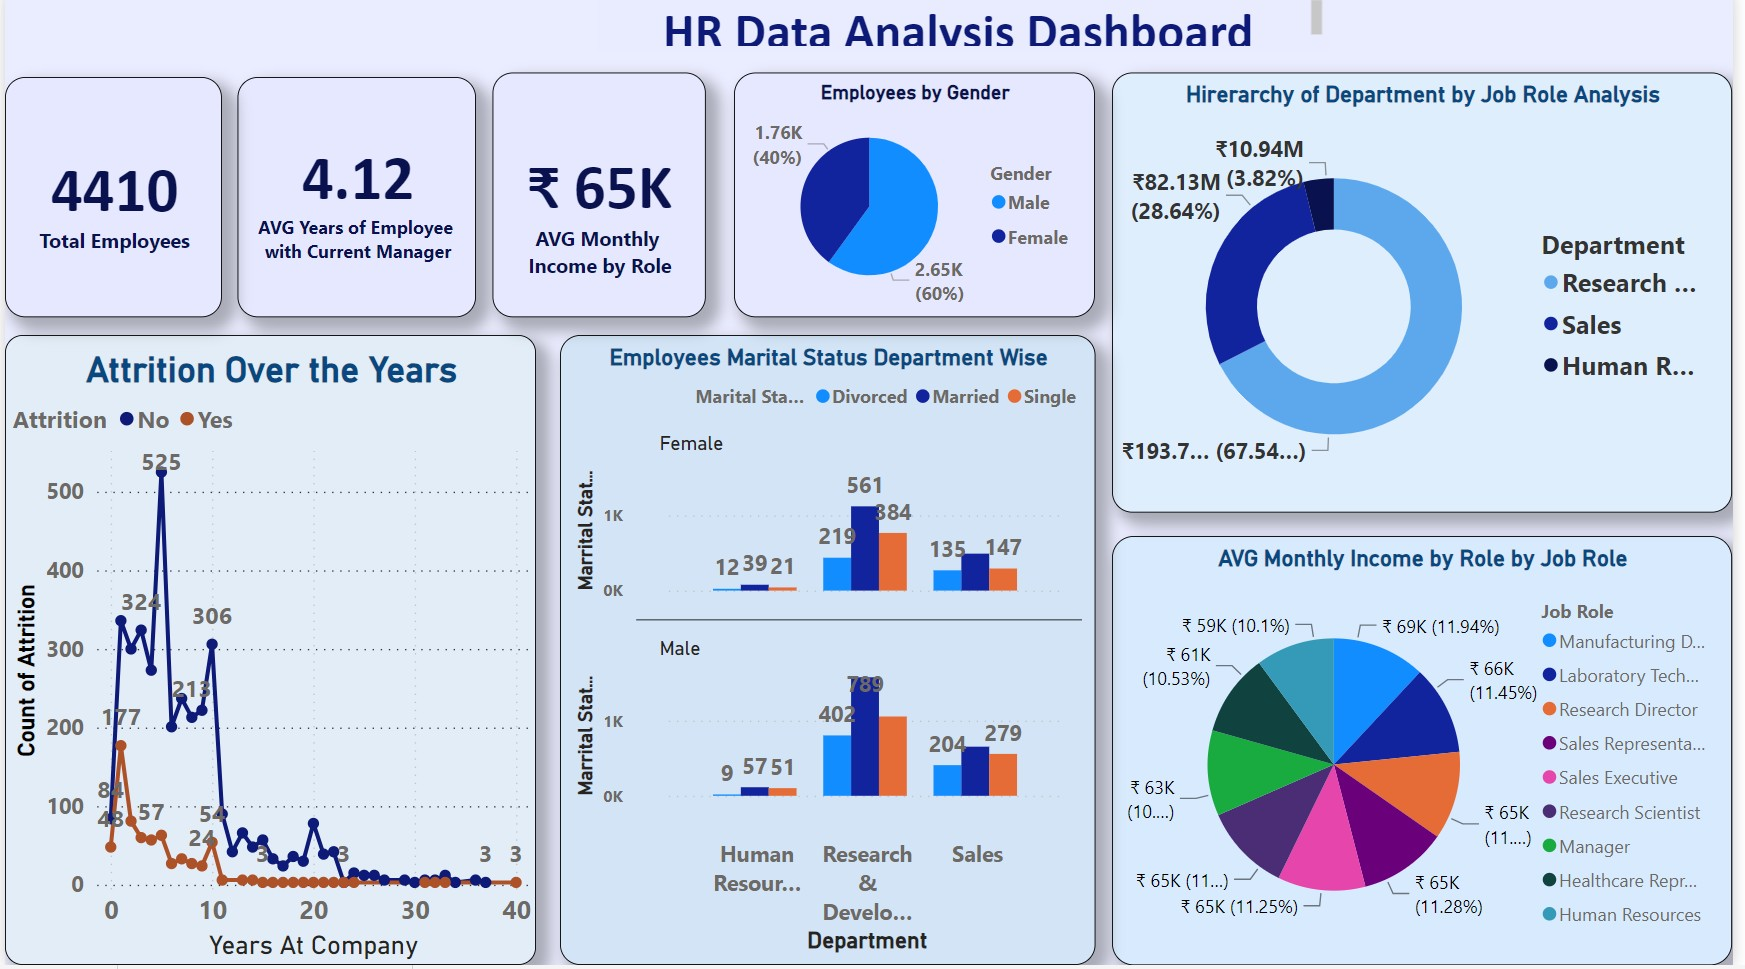 HR Data Analysis Dashboard
4410
Total Employees
4.12
AVG Years of Employee
with Current Manager
₹ 65K
AVG Monthly
Income by Role
Employees by Gender
1.76K
(40%)
2.65K
(60%)
Gender
Male
Female
Hirerarchy of Department by Job Role Analysis
₹10.94M
(3.82%)
₹82.13M
(28.64%)
₹193.7... (67.54...)
Department
Research ...
Sales
Human R...
Attrition Over the Years
Attrition No Yes
Count of Attrition
500
400
300
200
100
0
525
324
306
213
177
84
48
57
54
24
3
3
3
3
0 10 20 30 40
Years At Company
Employees Marital Status Department Wise
Marital Sta... Divorced Married Single
Female
Marrital Stat...
1K
0K
12 39 21
219 561 384
135 147
Male
Marrital Stat...
1K
0K
9 57 51
402 789
204 279
Human
Resour...
Research
&
Develo...
Sales
Department
AVG Monthly Income by Role by Job Role
₹ 59K (10.1%)
₹ 69K (11.94%)
₹ 61K
(10.53%)
₹ 66K
(11.45%)
₹ 63K
(10....)
₹ 65K
(11....)
₹ 65K (11...)
₹ 65K
(11.28%)
₹ 65K (11.25%)
Job Role
Manufacturing D...
Laboratory Tech...
Research Director
Sales Representa...
Sales Executive
Research Scientist
Manager
Healthcare Repr...
Human Resources